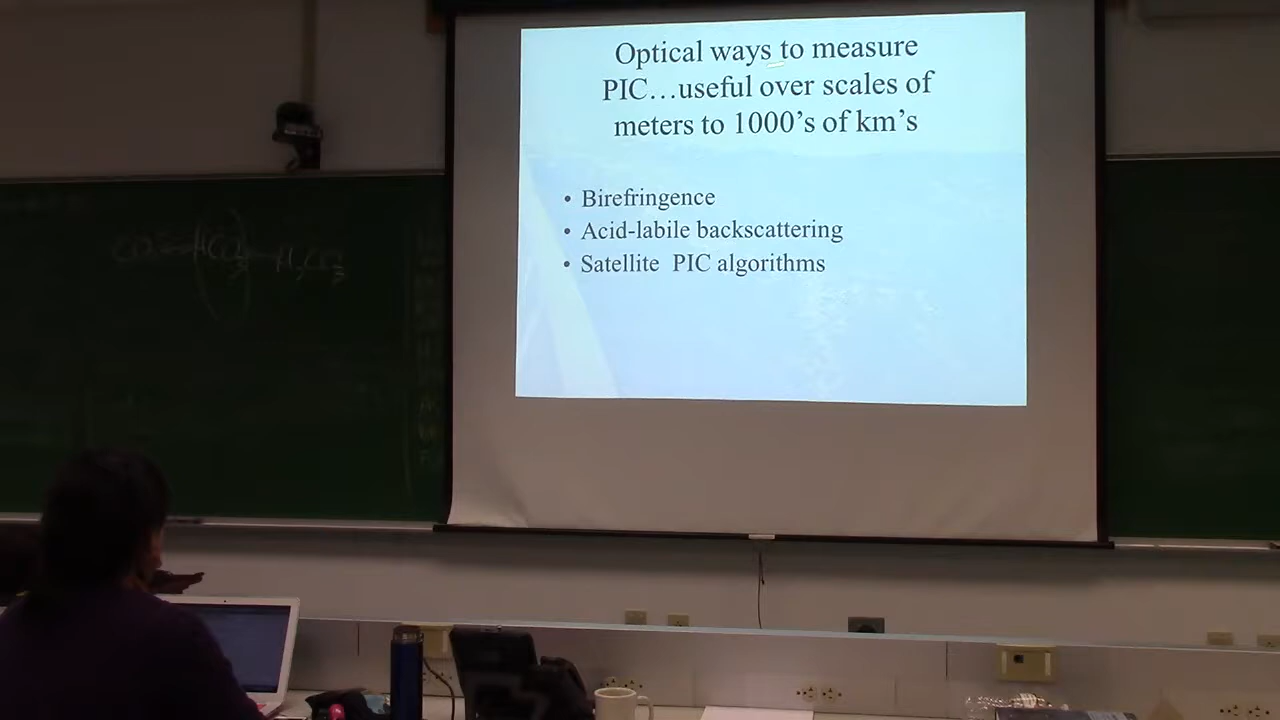 Optical ways to measure
PIC…useful over scales of
meters to 1000’s of km’s
• Birefringence
• Acid-labile backscattering
• Satellite PIC algorithms